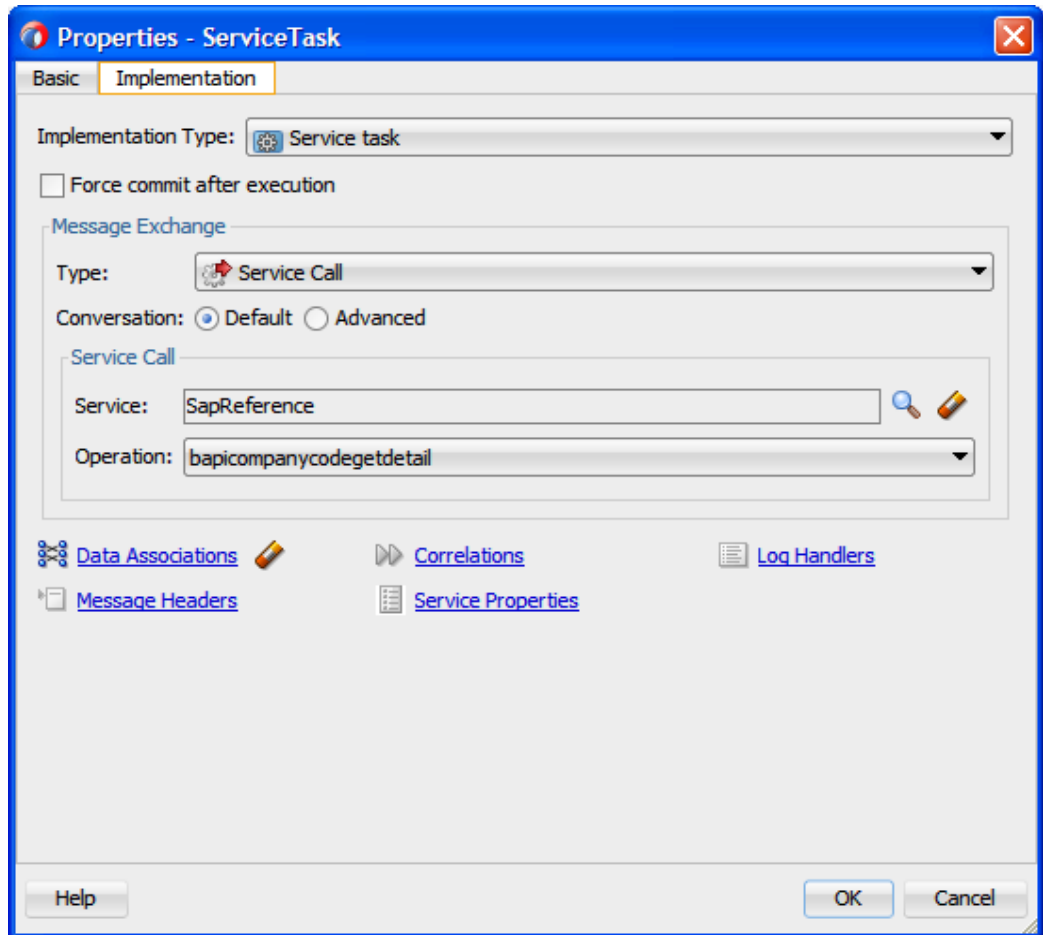 Properties - ServiceTask
Basic Implementation
Implementation Type: Service task
Force commit after execution
Message Exchange
Type: Service Call
Conversation: Default Advanced
Service Call
Service: SapReference
Operation: bapicompanycodegetdetail
Data Associations Correlations Log Handlers
Message Headers Service Properties
Help OK Cancel